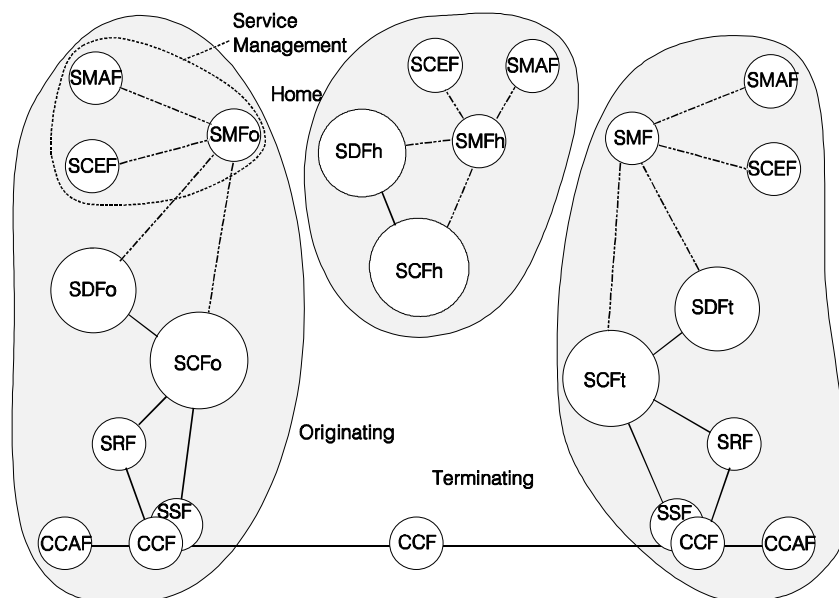 Service
Management
Home
SMAF
SCEF
SMFo
SDFo
SCFo
SRF
SSF
CCF
CCAF
Originating
SCEF
SMAF
SMFh
SDFh
SCFh
Terminating
CCF
SMAF
SMF
SCEF
SDFt
SCFt
SRF
SSF
CCF
CCAF